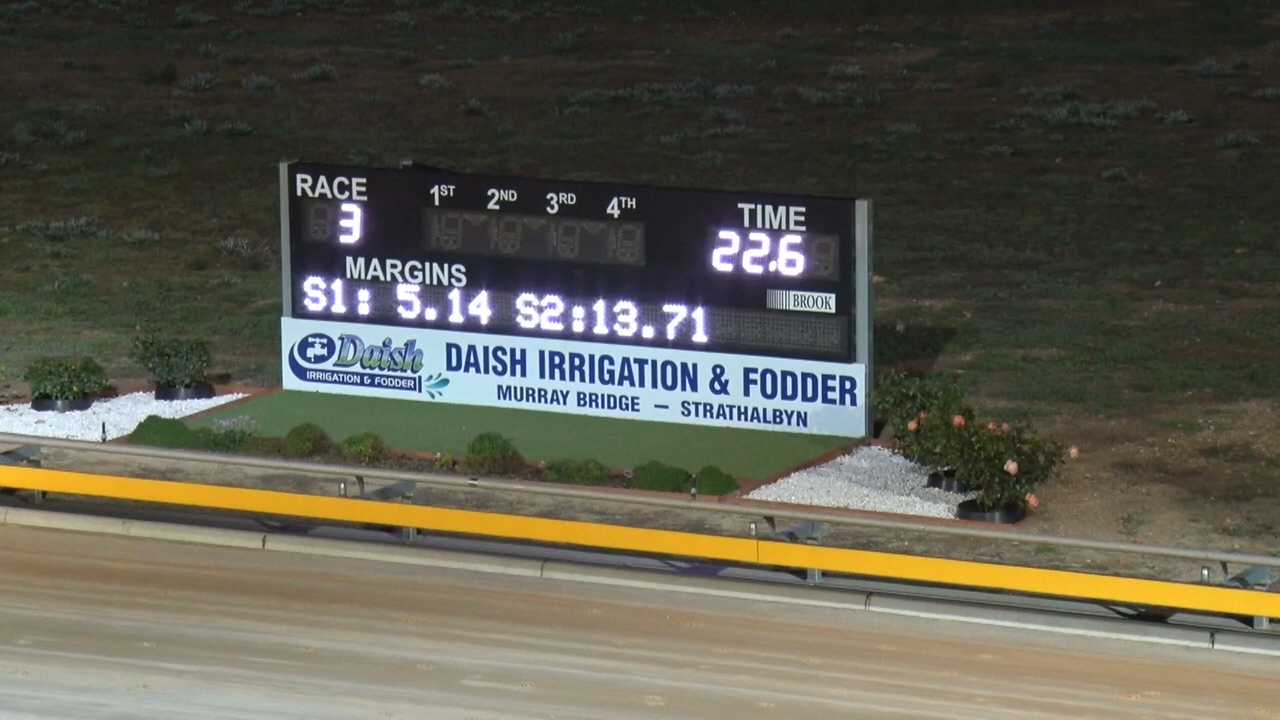 RACE 1ST 2ND 3RD 4TH TIME
3 22.6
MARGINS
BROOK
S1: 5.14 S2:13.71
Daish
IRRIGATION & FODDER
DAISH IRRIGATION & FODDER
MURRAY BRIDGE — STRATHALBYN